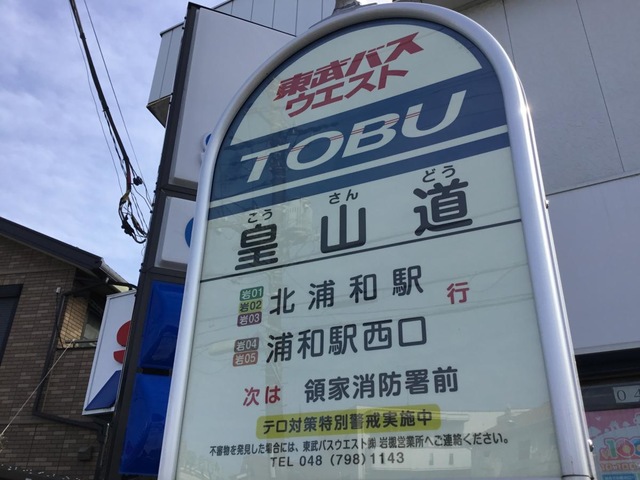 東武バス
ウエスト
TOBU
こう さん どう
皇山道
岩01
岩02
岩03
北浦和駅
行
岩04
岩05
浦和駅西口
次は 領家消防署前
テロ対策特別警戒実施中
不審物を発見した場合には、東武バスウエスト㈱岩槻営業所へご連絡ください。
TEL 048 (798) 1143